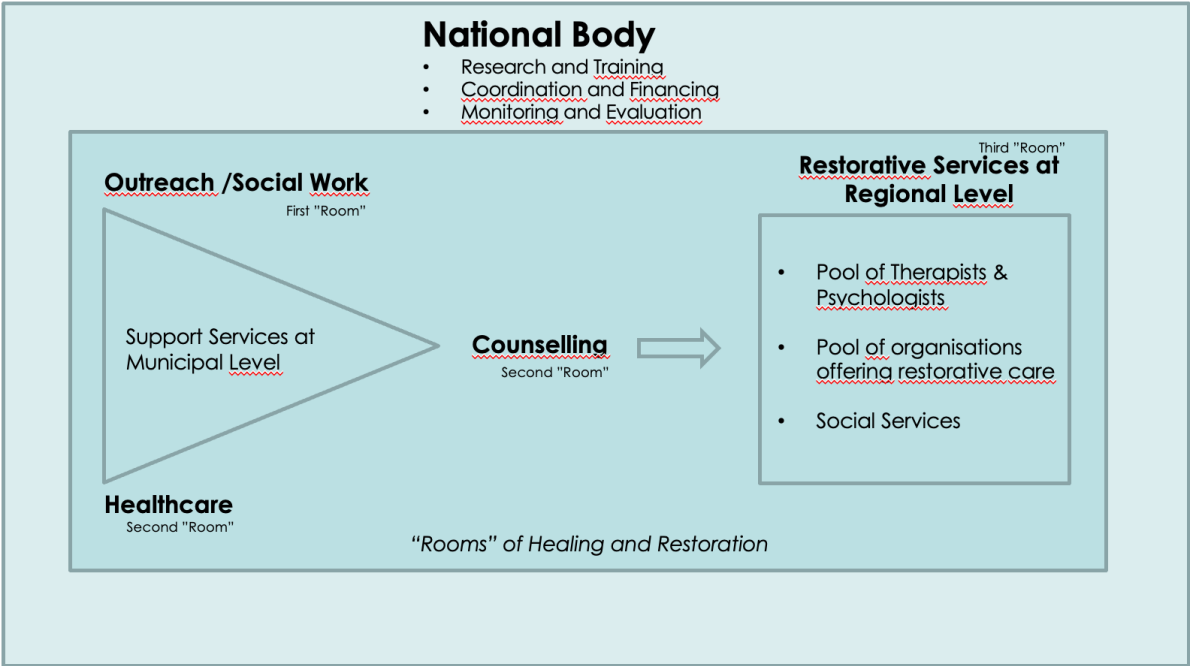 National Body
• Research and Training
• Coordination and Financing
• Monitoring and Evaluation
Third ”Room”
Restorative Services at
Regional Level
Outreach /Social Work
First ”Room”
Support Services at
Municipal Level
Counselling
Second ”Room”
• Pool of Therapists &
Psychologists
• Pool of organisations
offering restorative care
• Social Services
Healthcare
Second ”Room”
“Rooms” of Healing and Restoration